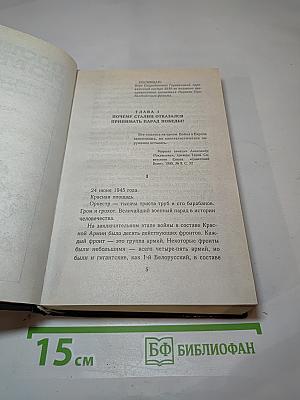 ГЛАВА 1
ПОЧЕМУ СТАЛИН ОТКАЗАЛСЯ
ПРИНИМАТЬ ПАРАД ПОБЕДЫ?
1
24 июня 1945 года.
Красная площадь.
Оркестр — тысяча триста труб и сто барабанов.
Гром и грохот. Величайший военный парад в истории
человечества.
На заключительном этапе войны в составе Крас-
ной Армии было десять действующих фронтов. Каж-
дый фронт — это группа армий. Некоторые фронты
были небольшими — всего четыре-пять армий, но
были и гигантские, как 1-й Белорусский, в составе
5
15 см
БФ БИБЛИОФАН